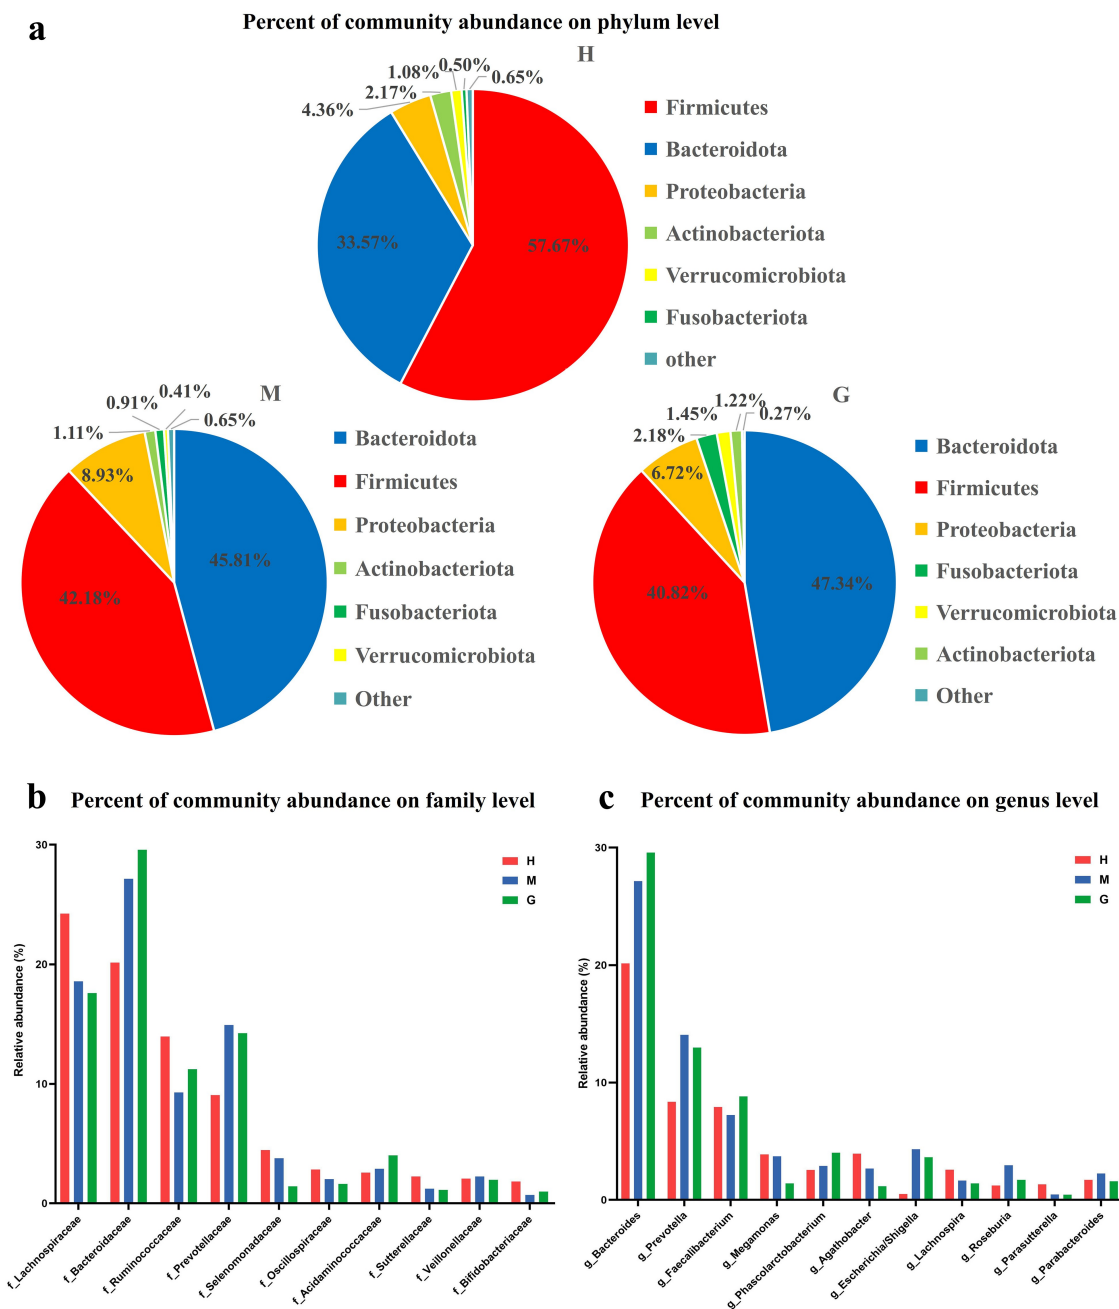 a
Percent of community abundance on phylum level
H
1.08%
0.50%
0.65%
2.17%
4.36%
33.57%
57.67%
Firmicutes
Bacteroidota
Proteobacteria
Actinobacteriota
Verrucomicrobiota
Fusobacteriota
other
M
0.41%
0.91%
0.65%
1.11%
8.93%
45.81%
42.18%
Bacteroidota
Firmicutes
Proteobacteria
Actinobacteriota
Fusobacteriota
Verrucomicrobiota
Other
G
1.22%
1.45%
0.27%
2.18%
6.72%
47.34%
40.82%
Bacteroidota
Firmicutes
Proteobacteria
Fusobacteriota
Verrucomicrobiota
Actinobacteriota
Other
b
Percent of community abundance on family level
Relative abundance (%)
30
20
10
0
H
M
G
f_Lachnospiraceae
f_Bacteroidaceae
f_Ruminococcaceae
f_Prevotellaceae
f_Selenomonadaceae
f_Oscillospiraceae
f_Acidaminococcaceae
f_Sutterellaceae
f_Veillonellaceae
f_Bifidobacteriaceae
c
Percent of community abundance on genus level
Relative abundance (%)
30
20
10
0
H
M
G
g_Bacteroides
g_Prevotella
g_Faecalibacterium
g_Megamonas
g_Phascolarctobacterium
g_Agathobacter
g_Escherichia/Shigella
g_Lachnospira
g_Roseburia
g_Parasutterella
g_Parabacteroides